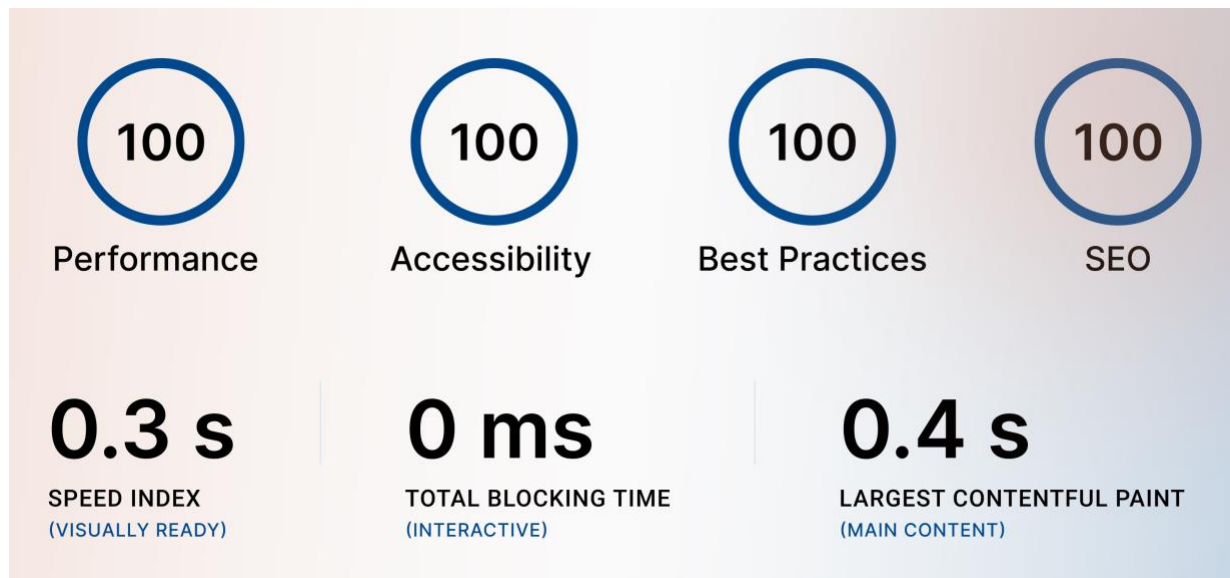 100 100 100 100
Performance Accessibility Best Practices SEO
0.3 s 0 ms 0.4 s
SPEED INDEX TOTAL BLOCKING TIME LARGEST CONTENTFUL PAINT
(VISUALLY READY) (INTERACTIVE) (MAIN CONTENT)